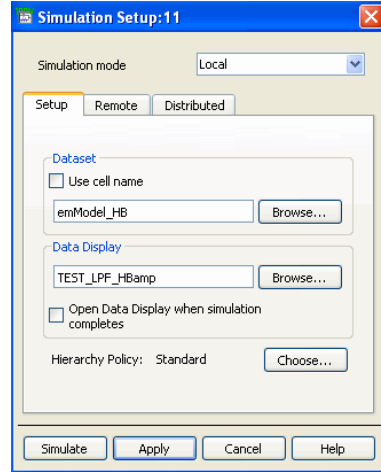 Simulation Setup:11
Simulation mode Local
Setup Remote Distributed
Dataset
Use cell name
emModel_HB Browse...
Data Display
TEST_LPF_HBamp Browse...
Open Data Display when simulation
completes
Hierarchy Policy: Standard Choose...
Simulate Apply Cancel Help